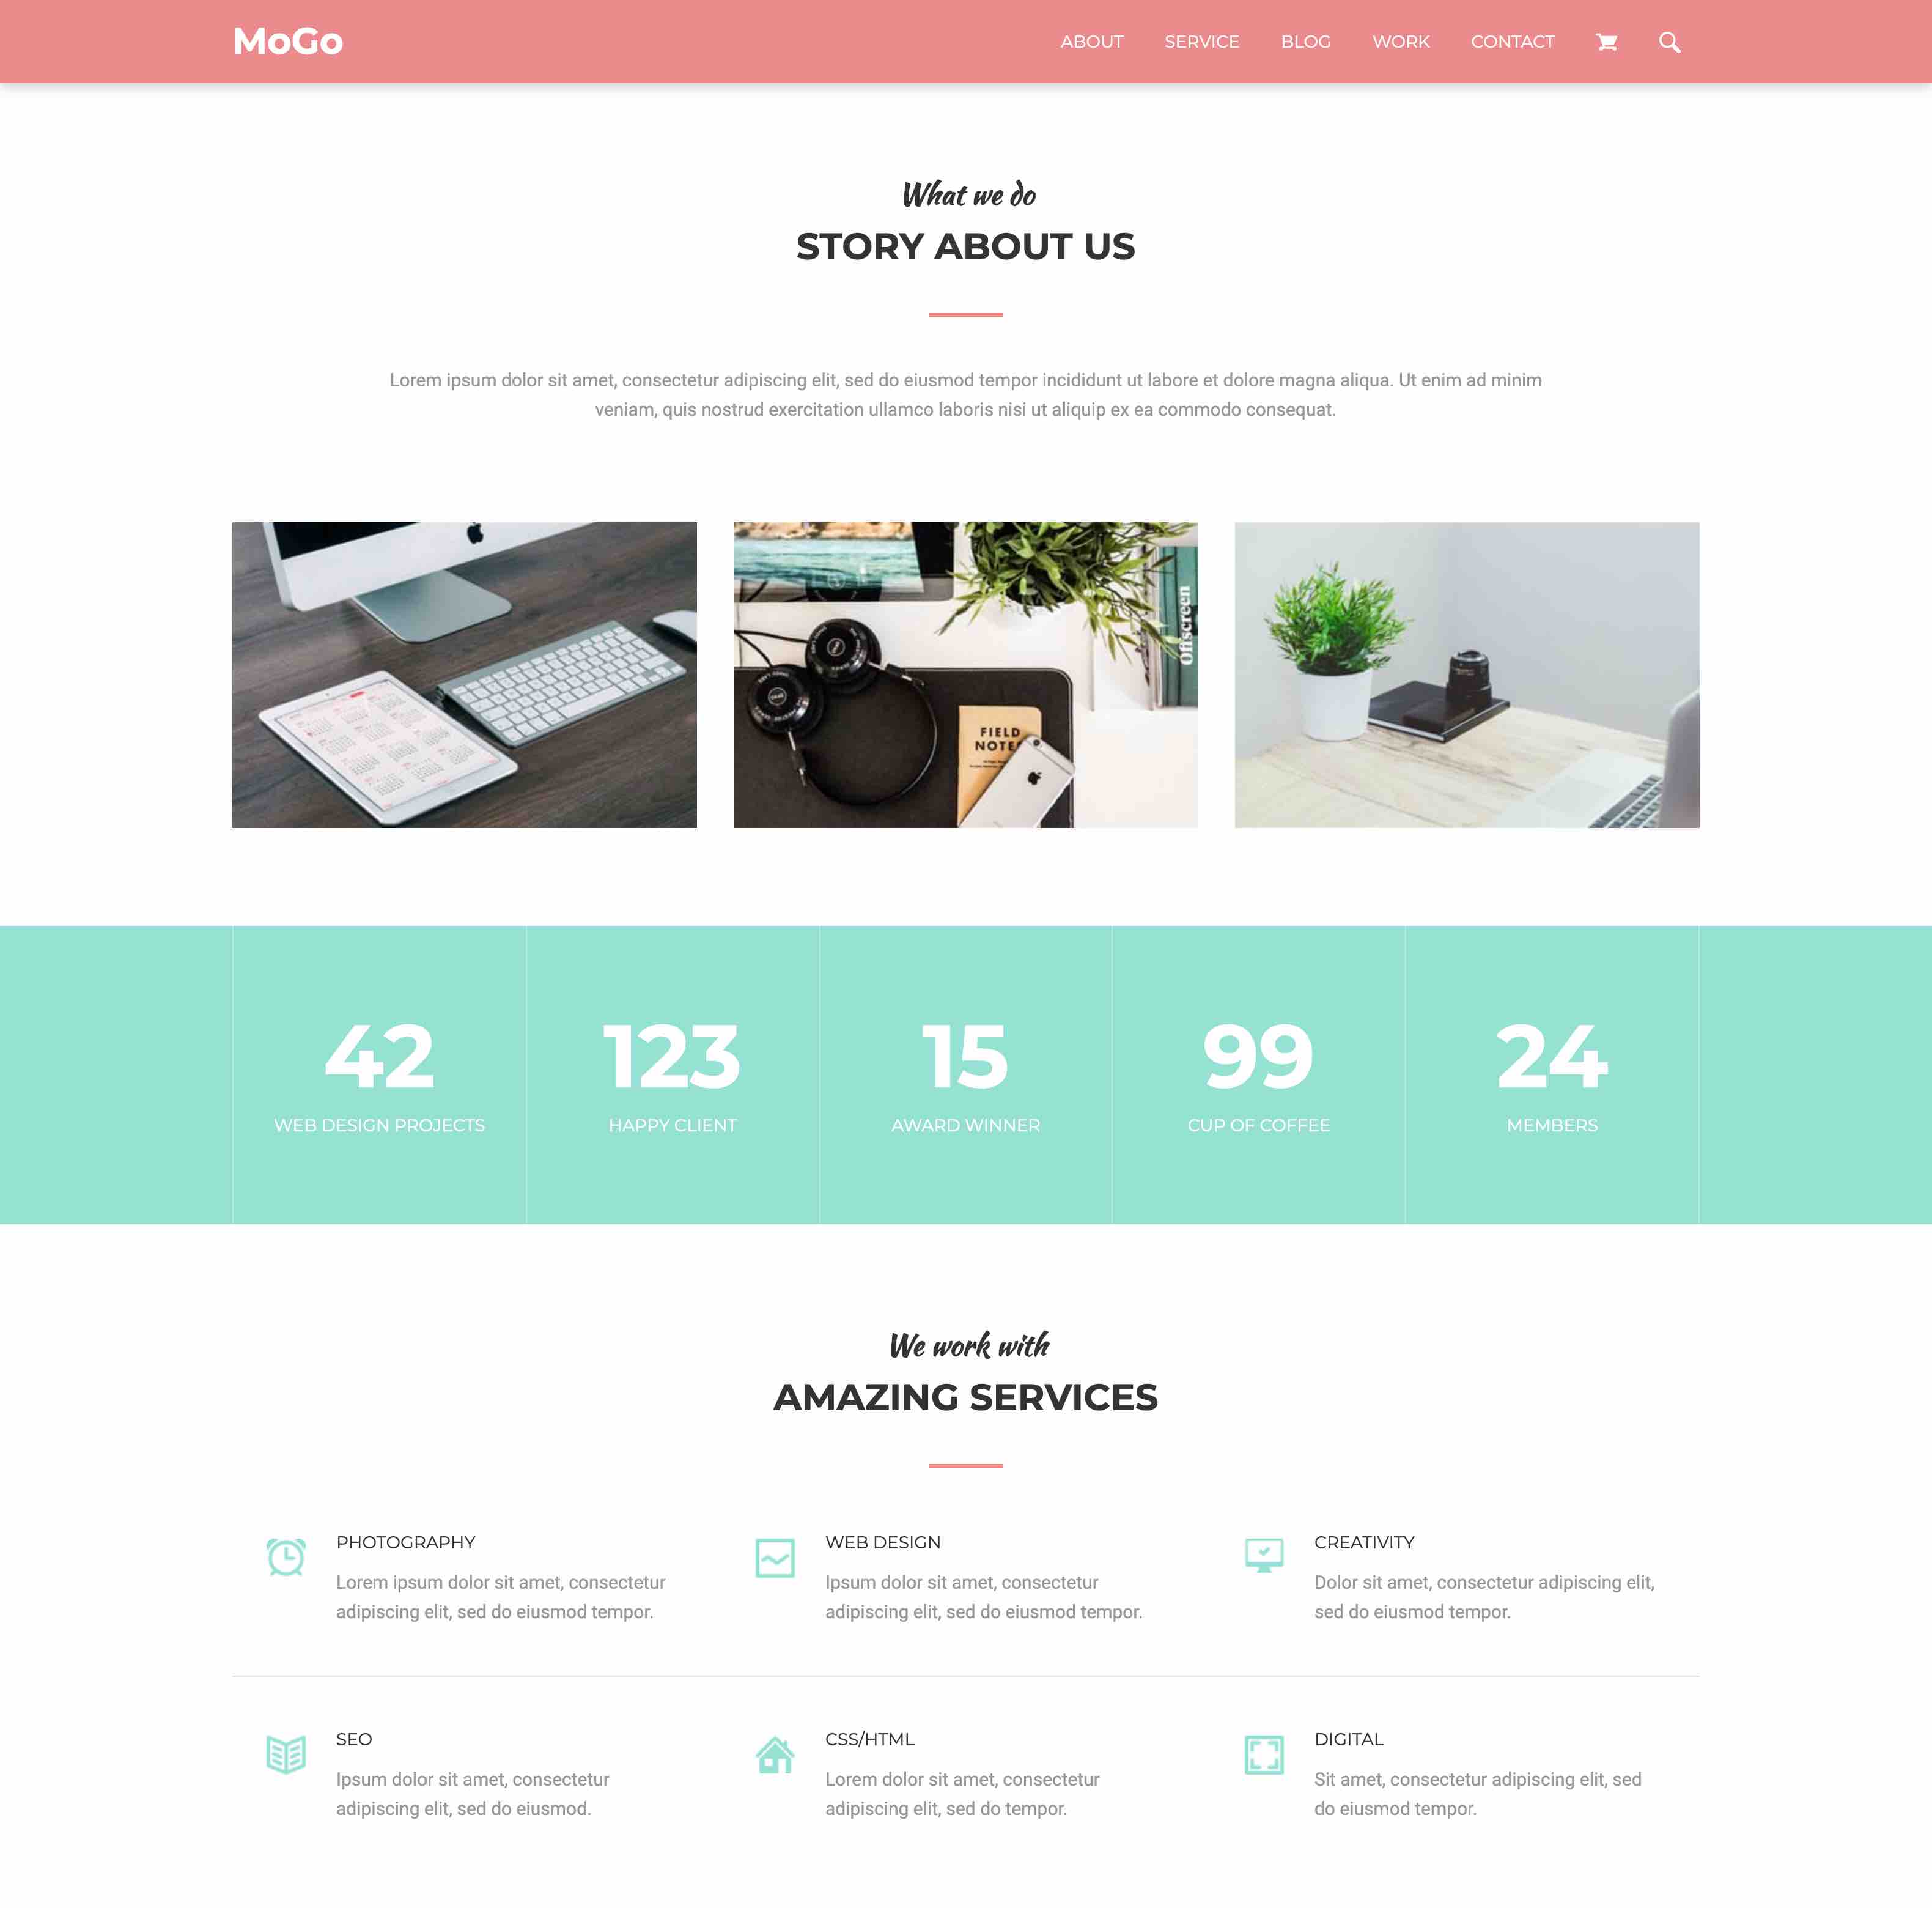 MoGo
ABOUT SERVICE BLOG WORK CONTACT
What we do
STORY ABOUT US
Lorem ipsum dolor sit amet, consectetur adipiscing elit, sed do eiusmod tempor incididunt ut labore et dolore magna aliqua. Ut enim ad minim
veniam, quis nostrud exercitation ullamco laboris nisi ut aliquip ex ea commodo consequat.
Offscreen
FIELD
NOTE
42
WEB DESIGN PROJECTS
123
HAPPY CLIENT
15
AWARD WINNER
99
CUP OF COFFEE
24
MEMBERS
We work with
AMAZING SERVICES
PHOTOGRAPHY
Lorem ipsum dolor sit amet, consectetur
adipiscing elit, sed do eiusmod tempor.
WEB DESIGN
Ipsum dolor sit amet, consectetur
adipiscing elit, sed do eiusmod tempor.
CREATIVITY
Dolor sit amet, consectetur adipiscing elit,
sed do eiusmod tempor.
SEO
Ipsum dolor sit amet, consectetur
adipiscing elit, sed do eiusmod.
CSS/HTML
Lorem dolor sit amet, consectetur
adipiscing elit, sed do tempor.
DIGITAL
Sit amet, consectetur adipiscing elit, sed
do eiusmod tempor.